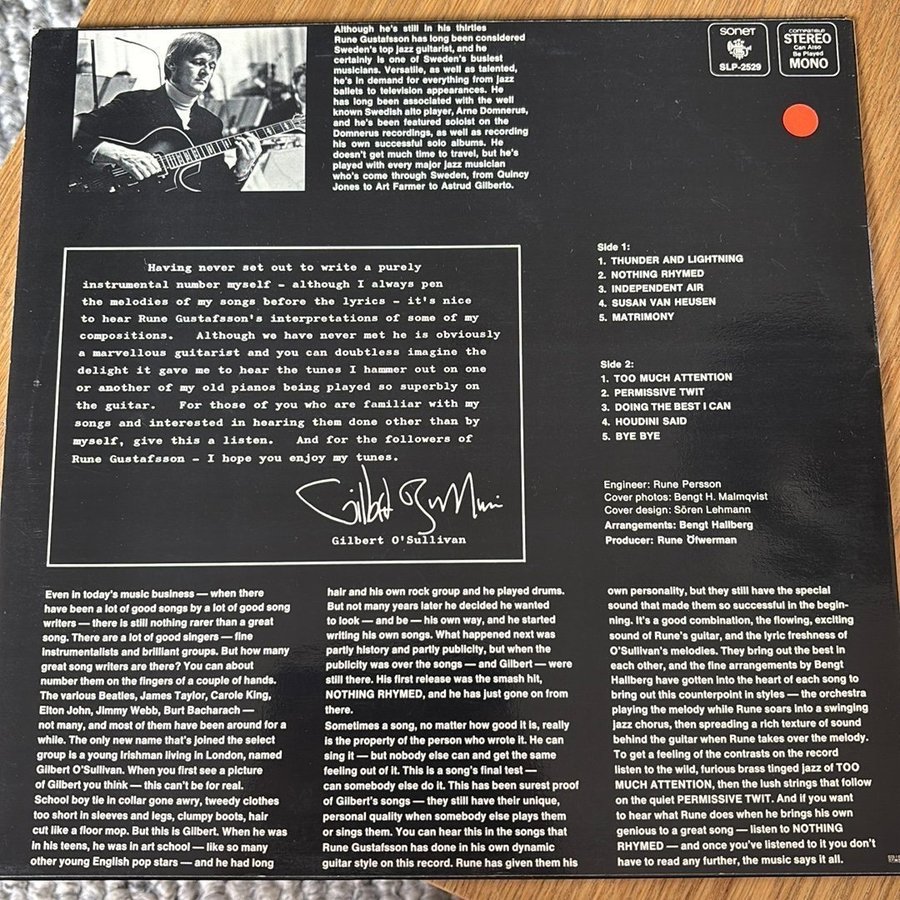 Although he's still in his thirties
Rune Gustafsson has long been considered
Sweden's top jazz guitarist, and he
certainly is one of Sweden's busiest
musicians. Versatile, as well as talented,
he's in demand for everything from jazz
ballets to television appearances. He
has long been associated with the well
known Swedish alto player, Arne Domnerus,
and he's been featured soloist on the
Domnerus recordings, as well as recording
his own successful solo albums. He
doesn't get much time to travel, but he's
played with every major jazz musician
who's come through Sweden, from Quincy
Jones to Art Farmer to Astrud Gilberto.
sonet
SLP-2529
COMPATIBLE
STEREO
Can Also
Be Played
MONO
Having never set out to write a purely
instrumental number myself - although I always pen
the melodies of my songs before the lyrics - it's nice
to hear Rune Gustafsson's interpretations of some of my
compositions. Although we have never met he is obviously
a marvellous guitarist and you can doubtless imagine the
delight it gave me to hear the tunes I hammer out on one
or another of my old pianos being played so superbly on
the guitar. For those of you who are familiar with my
songs and interested in hearing them done other than by
myself, give this a listen. And for the followers of
Rune Gustafsson - I hope you enjoy my tunes.
Gilbert O'Sullivan
Side 1:
1. THUNDER AND LIGHTNING
2. NOTHING RHYMED
3. INDEPENDENT AIR
4. SUSAN VAN HEUSEN
5. MATRIMONY
Side 2:
1. TOO MUCH ATTENTION
2. PERMISSIVE TWIT
3. DOING THE BEST I CAN
4. HOUDINI SAID
5. BYE BYE
Engineer: Rune Persson
Cover photos: Bengt H. Malmqvist
Cover design: Sören Lehmann
Arrangements: Bengt Hallberg
Producer: Rune Öfwerman
Even in today's music business — when there
have been a lot of good songs by a lot of good song
writers — there is still nothing rarer than a great
song. There are a lot of good singers — fine
instrumentalists and brilliant groups. But how many
great song writers are there? You can about
number them on the fingers of a couple of hands.
The various Beatles, James Taylor, Carole King,
Elton John, Jimmy Webb, Burt Bacharach —
not many, and most of them have been around for a
while. The only new name that's joined the select
group is a young Irishman living in London, named
Gilbert O'Sullivan. When you first see a picture
of Gilbert you think — this can't be for real.
School boy tie in collar gone awry, tweedy clothes
too short in sleeves and legs, clumpy boots, hair
cut like a floor mop. But this is Gilbert. When he was
in his teens, he was in art school — like so many
other young English pop stars — and he had long
hair and his own rock group and he played drums.
But not many years later he decided he wanted
to look — and be — his own way, and he started
writing his own songs. What happened next was
partly history and partly publicity, but when the
publicity was over the songs — and Gilbert — were
still there. His first release was the smash hit,
NOTHING RHYMED, and he has just gone on from
there.
Sometimes a song, no matter how good it is, really
is the property of the person who wrote it. He can
sing it — but nobody else can and get the same
feeling out of it. This is a song's final test —
can somebody else do it. This has been surest proof
of Gilbert's songs — they still have their unique,
personal quality when somebody else plays them
or sings them. You can hear this in the songs that
Rune Gustafsson has done in his own dynamic
guitar style on this record. Rune has given them his
own personality, but they still have the special
sound that made them so successful in the begin-
ning. It's a good combination, the flowing, exciting
sound of Rune's guitar, and the lyric freshness of
O'Sullivan's melodies. They bring out the best in
each other, and the fine arrangements by Bengt
Hallberg have gotten into the heart of each song to
bring out this counterpoint in styles — the orchestra
playing the melody while Rune soars into a swinging
jazz chorus, then spreading a rich texture of sound
behind the guitar when Rune takes over the melody.
To get a feeling of the contrasts on the record
listen to the wild, furious brass tinged jazz of TOO
MUCH ATTENTION, then the lush strings that follow
on the quiet PERMISSIVE TWIT. And if you want
to hear what Rune does when he brings his own
genious to a great song — listen to NOTHING
RHYMED — and once you've listened to it you don't
have to read any further, the music says it all.